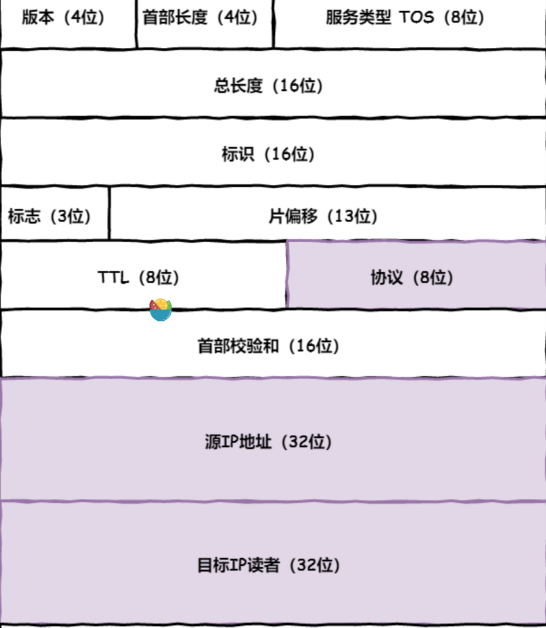 版本（4位） 首部长度（4位） 服务类型 TOS（8位）
总长度（16位）
标识（16位）
标志（3位） 片偏移（13位）
TTL（8位） 协议（8位）
首部校验和（16位）
源IP地址（32位）
目标IP读者（32位）